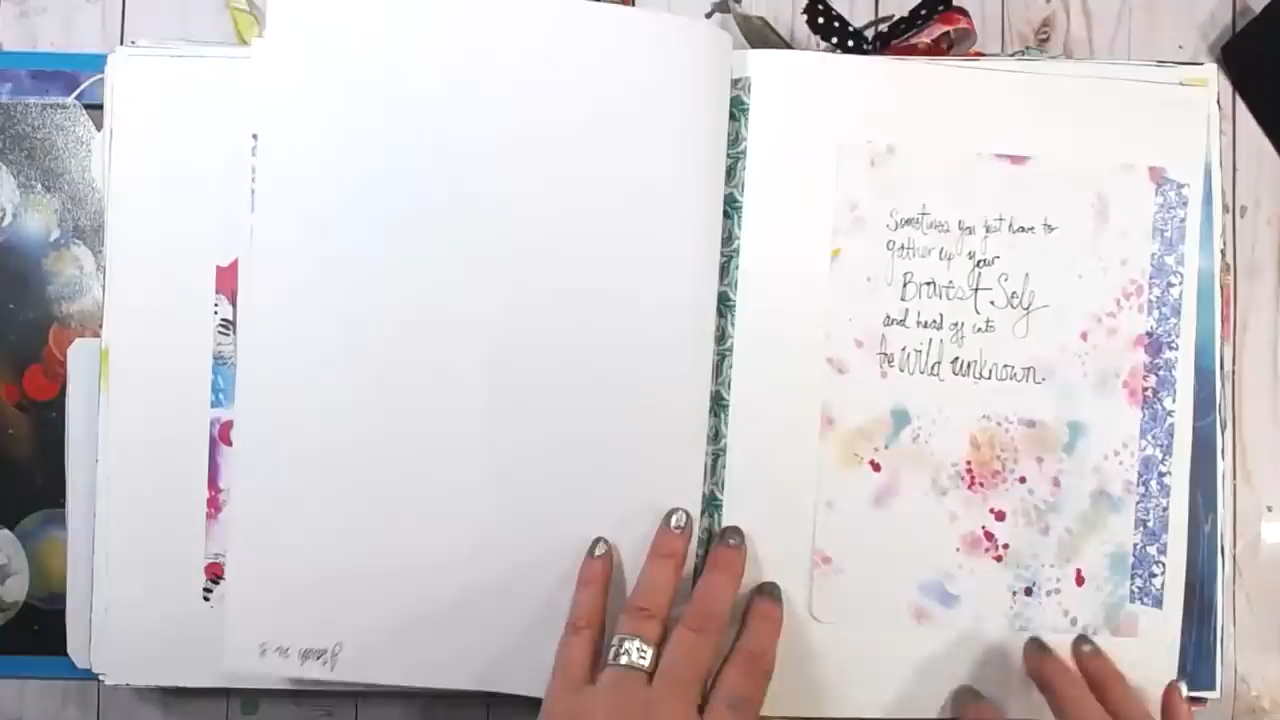 Sometimes you just have to
gather up your
Bravest Self
and head off into
the wild unknown.